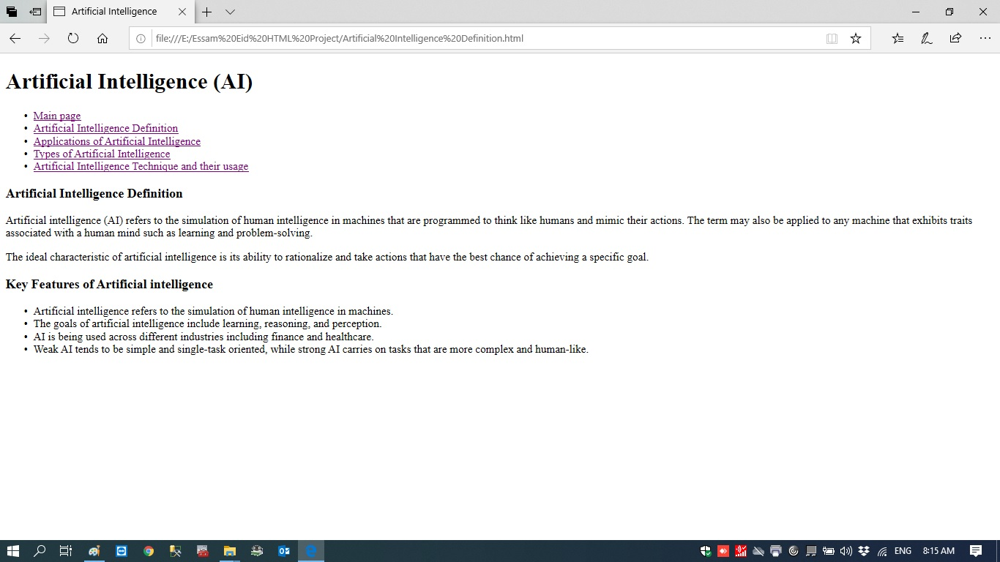 Artificial Intelligence
file:///E:/Essam%20Eid%20HTML%20Project/Artificial%20Intelligence%20Definition.html
Artificial Intelligence (AI)
• Main page
• Artificial Intelligence Definition
• Applications of Artificial Intelligence
• Types of Artificial Intelligence
• Artificial Intelligence Technique and their usage
Artificial Intelligence Definition
Artificial intelligence (AI) refers to the simulation of human intelligence in machines that are programmed to think like humans and mimic their actions. The term may also be applied to any machine that exhibits traits
associated with a human mind such as learning and problem-solving.
The ideal characteristic of artificial intelligence is its ability to rationalize and take actions that have the best chance of achieving a specific goal.
Key Features of Artificial intelligence
• Artificial intelligence refers to the simulation of human intelligence in machines.
• The goals of artificial intelligence include learning, reasoning, and perception.
• AI is being used across different industries including finance and healthcare.
• Weak AI tends to be simple and single-task oriented, while strong AI carries on tasks that are more complex and human-like.
ENG 8:15 AM